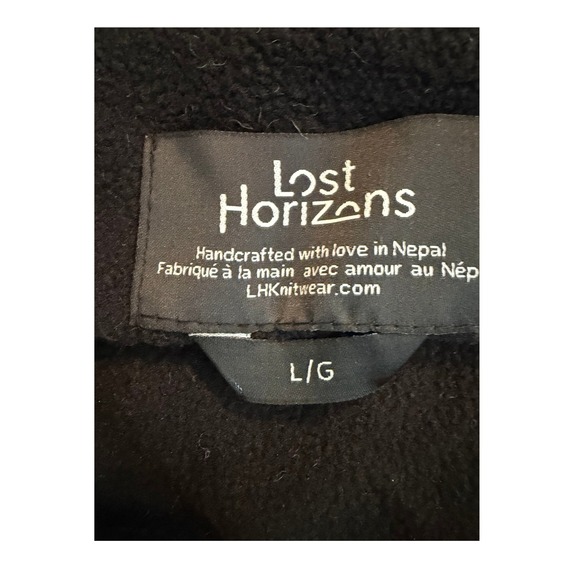 Lost
Horizons
Handcrafted with love in Nepal
Fabriqué à la main avec amour au Nép
LHKnitwear.com
L/G